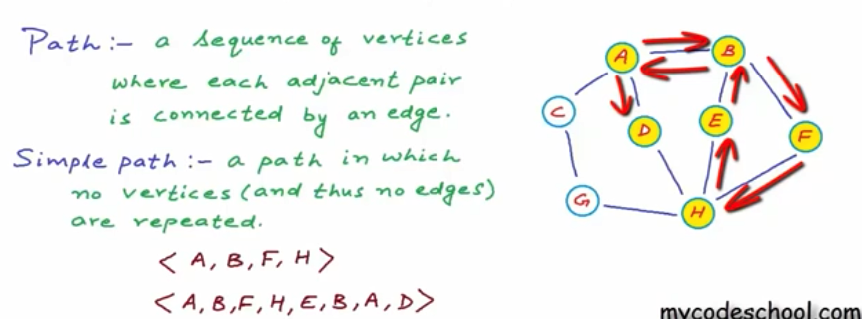 Path:- a sequence of vertices
where each adjacent pair
is connected by an edge.
Simple path:- a path in which
no vertices (and thus no edges)
are repeated.
< A, B, F, H >
< A, B, F, H, E, B, A, D >
A
B
C
D
E
F
G
H
mycodeschool.com